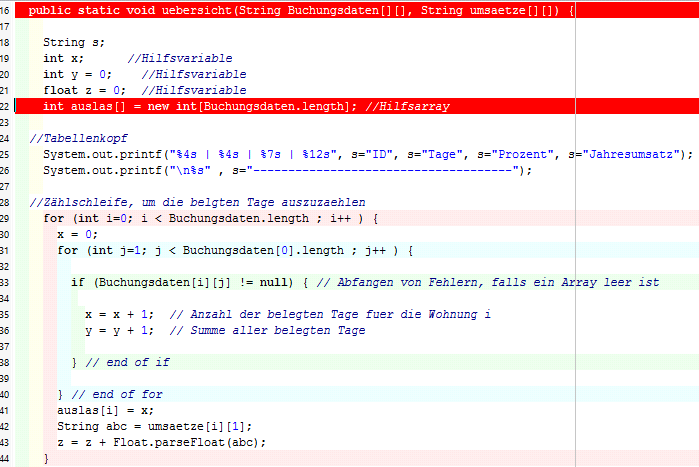 16 public static void uebersicht(String Buchungsdaten[][], String umsaetze[][]) {
17
18 String s;
19 int x; //Hilfsvariable
20 int y = 0; //Hilfsvariable
21 float z = 0; //Hilfsvariable
22 int auslas[] = new int[Buchungsdaten.length]; //Hilfsarray
23
24 //Tabellenkopf
25 System.out.printf("%4s | %4s | %7s | %12s", s="ID", s="Tage", s="Prozent", s="Jahresumsatz");
26 System.out.printf("\n%s" , s="-------------------------------------");
27
28 //Zählschleife, um die belgten Tage auszuzaehlen
29 for (int i=0; i < Buchungsdaten.length ; i++ ) {
30 x = 0;
31 for (int j=1; j < Buchungsdaten[0].length ; j++ ) {
32
33 if (Buchungsdaten[i][j] != null) { // Abfangen von Fehlern, falls ein Array leer ist
34
35 x = x + 1; // Anzahl der belegten Tage fuer die Wohnung i
36 y = y + 1; // Summe aller belegten Tage
37
38 } // end of if
39
40 } // end of for
41 auslas[i] = x;
42 String abc = umsaetze[i][1];
43 z = z + Float.parseFloat(abc);
44 }